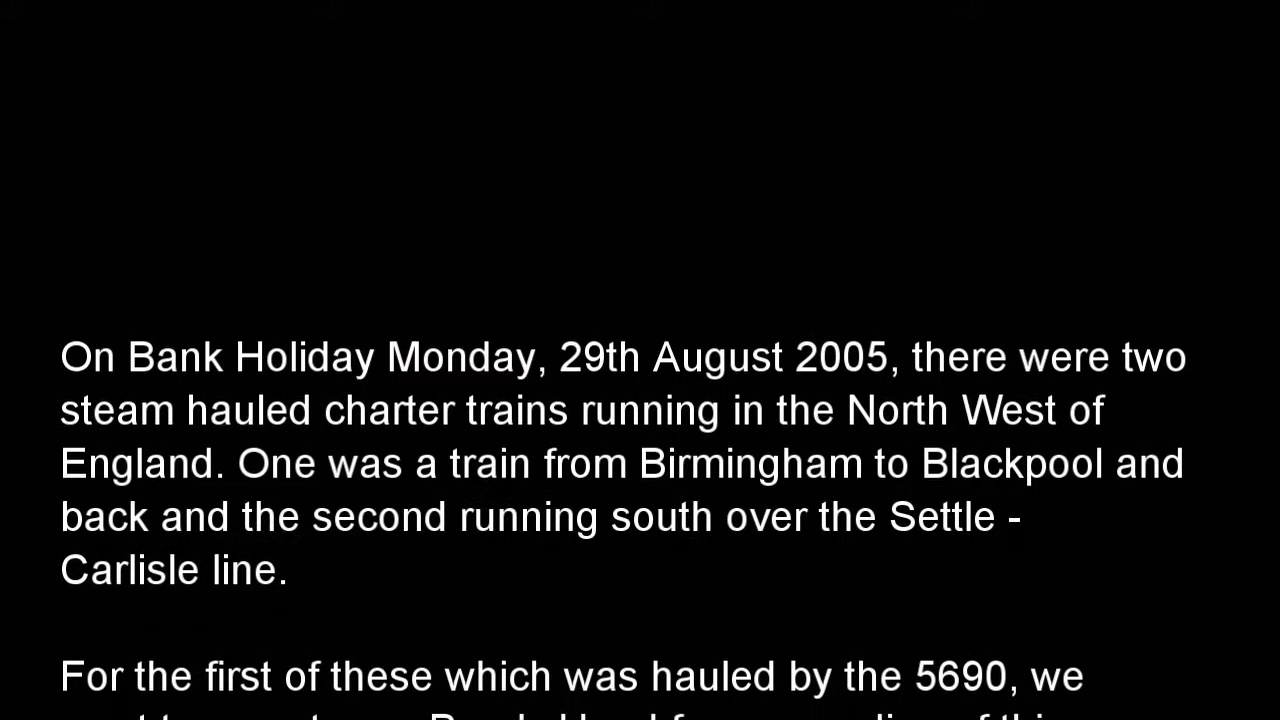 On Bank Holiday Monday, 29th August 2005, there were two
steam hauled charter trains running in the North West of
England. One was a train from Birmingham to Blackpool and
back and the second running south over the Settle -
Carlisle line.
For the first of these which was hauled by the 5690, we